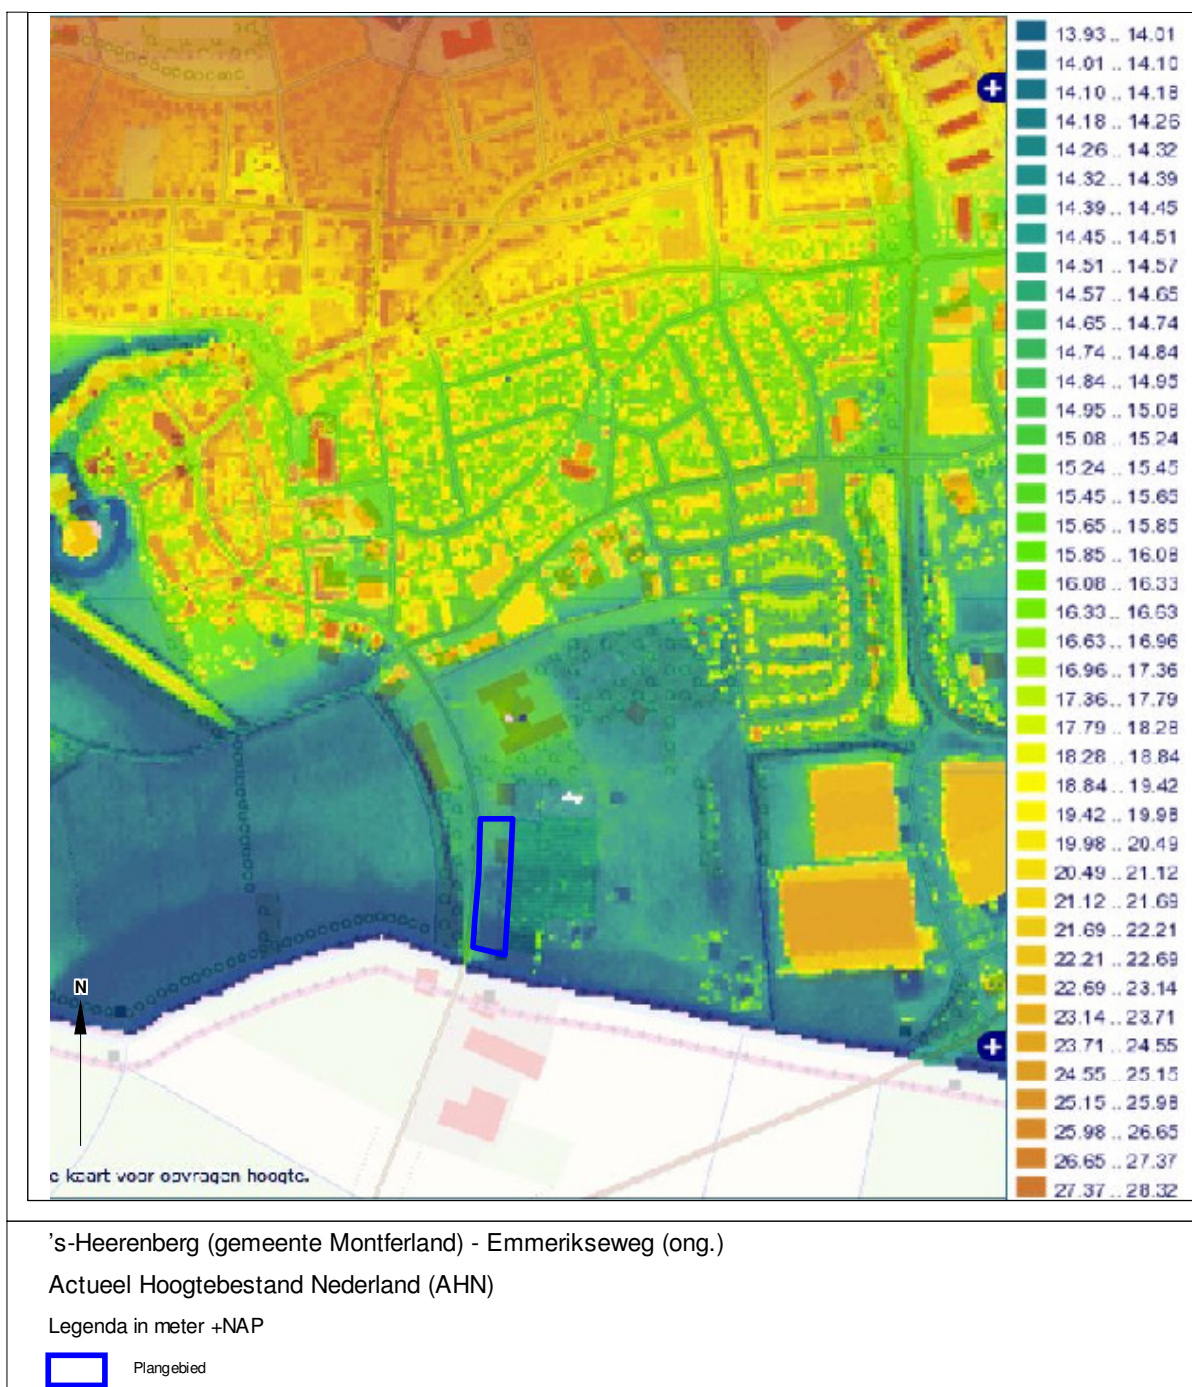 13.93 .. 14.01
14.01 .. 14.10
14.10 .. 14.18
14.18 .. 14.26
14.26 .. 14.32
14.32 .. 14.39
14.39 .. 14.45
14.45 .. 14.51
14.51 .. 14.57
14.57 .. 14.65
14.65 .. 14.74
14.74 .. 14.84
14.84 .. 14.95
14.95 .. 15.08
15.08 .. 15.24
15.24 .. 15.45
15.45 .. 15.65
15.65 .. 15.85
15.85 .. 16.08
16.08 .. 16.33
16.33 .. 16.63
16.63 .. 16.96
16.96 .. 17.36
17.36 .. 17.79
17.79 .. 18.28
18.28 .. 18.84
18.84 .. 19.42
19.42 .. 19.98
19.98 .. 20.49
20.49 .. 21.12
21.12 .. 21.69
21.69 .. 22.21
22.21 .. 22.69
22.69 .. 23.14
23.14 .. 23.71
23.71 .. 24.55
24.55 .. 25.15
25.15 .. 25.98
25.98 .. 26.65
26.65 .. 27.37
27.37 .. 28.32
N
e kaart voor opvragen hoogte.
's-Heerenberg (gemeente Montferland) - Emmerikseweg (ong.)
Actueel Hoogtebestand Nederland (AHN)
Legenda in meter +NAP
Plangebied